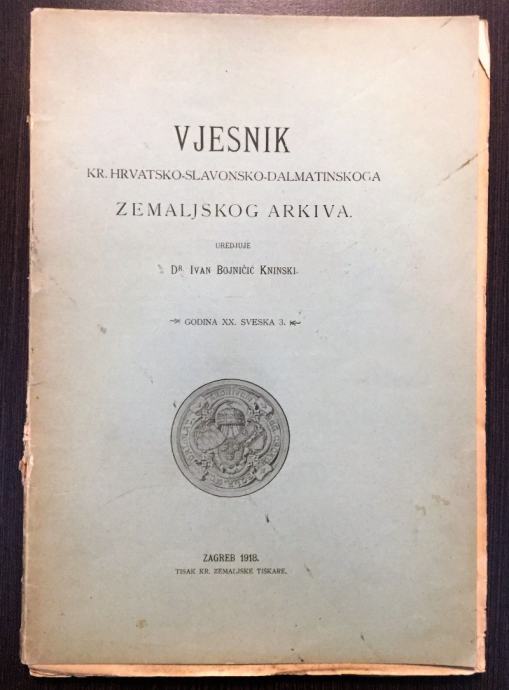 VJESNIK
KR. HRVATSKO-SLAVONSKO-DALMATINSKOGA
ZEMALJSKOG ARKIVA.
UREDJUJE
DR. IVAN BOJNIČIĆ KNINSKI.
GODINA XX. SVESKA 3.
ZAGREB 1918.
TISAK KR. ZEMALJSKE TISKARE.